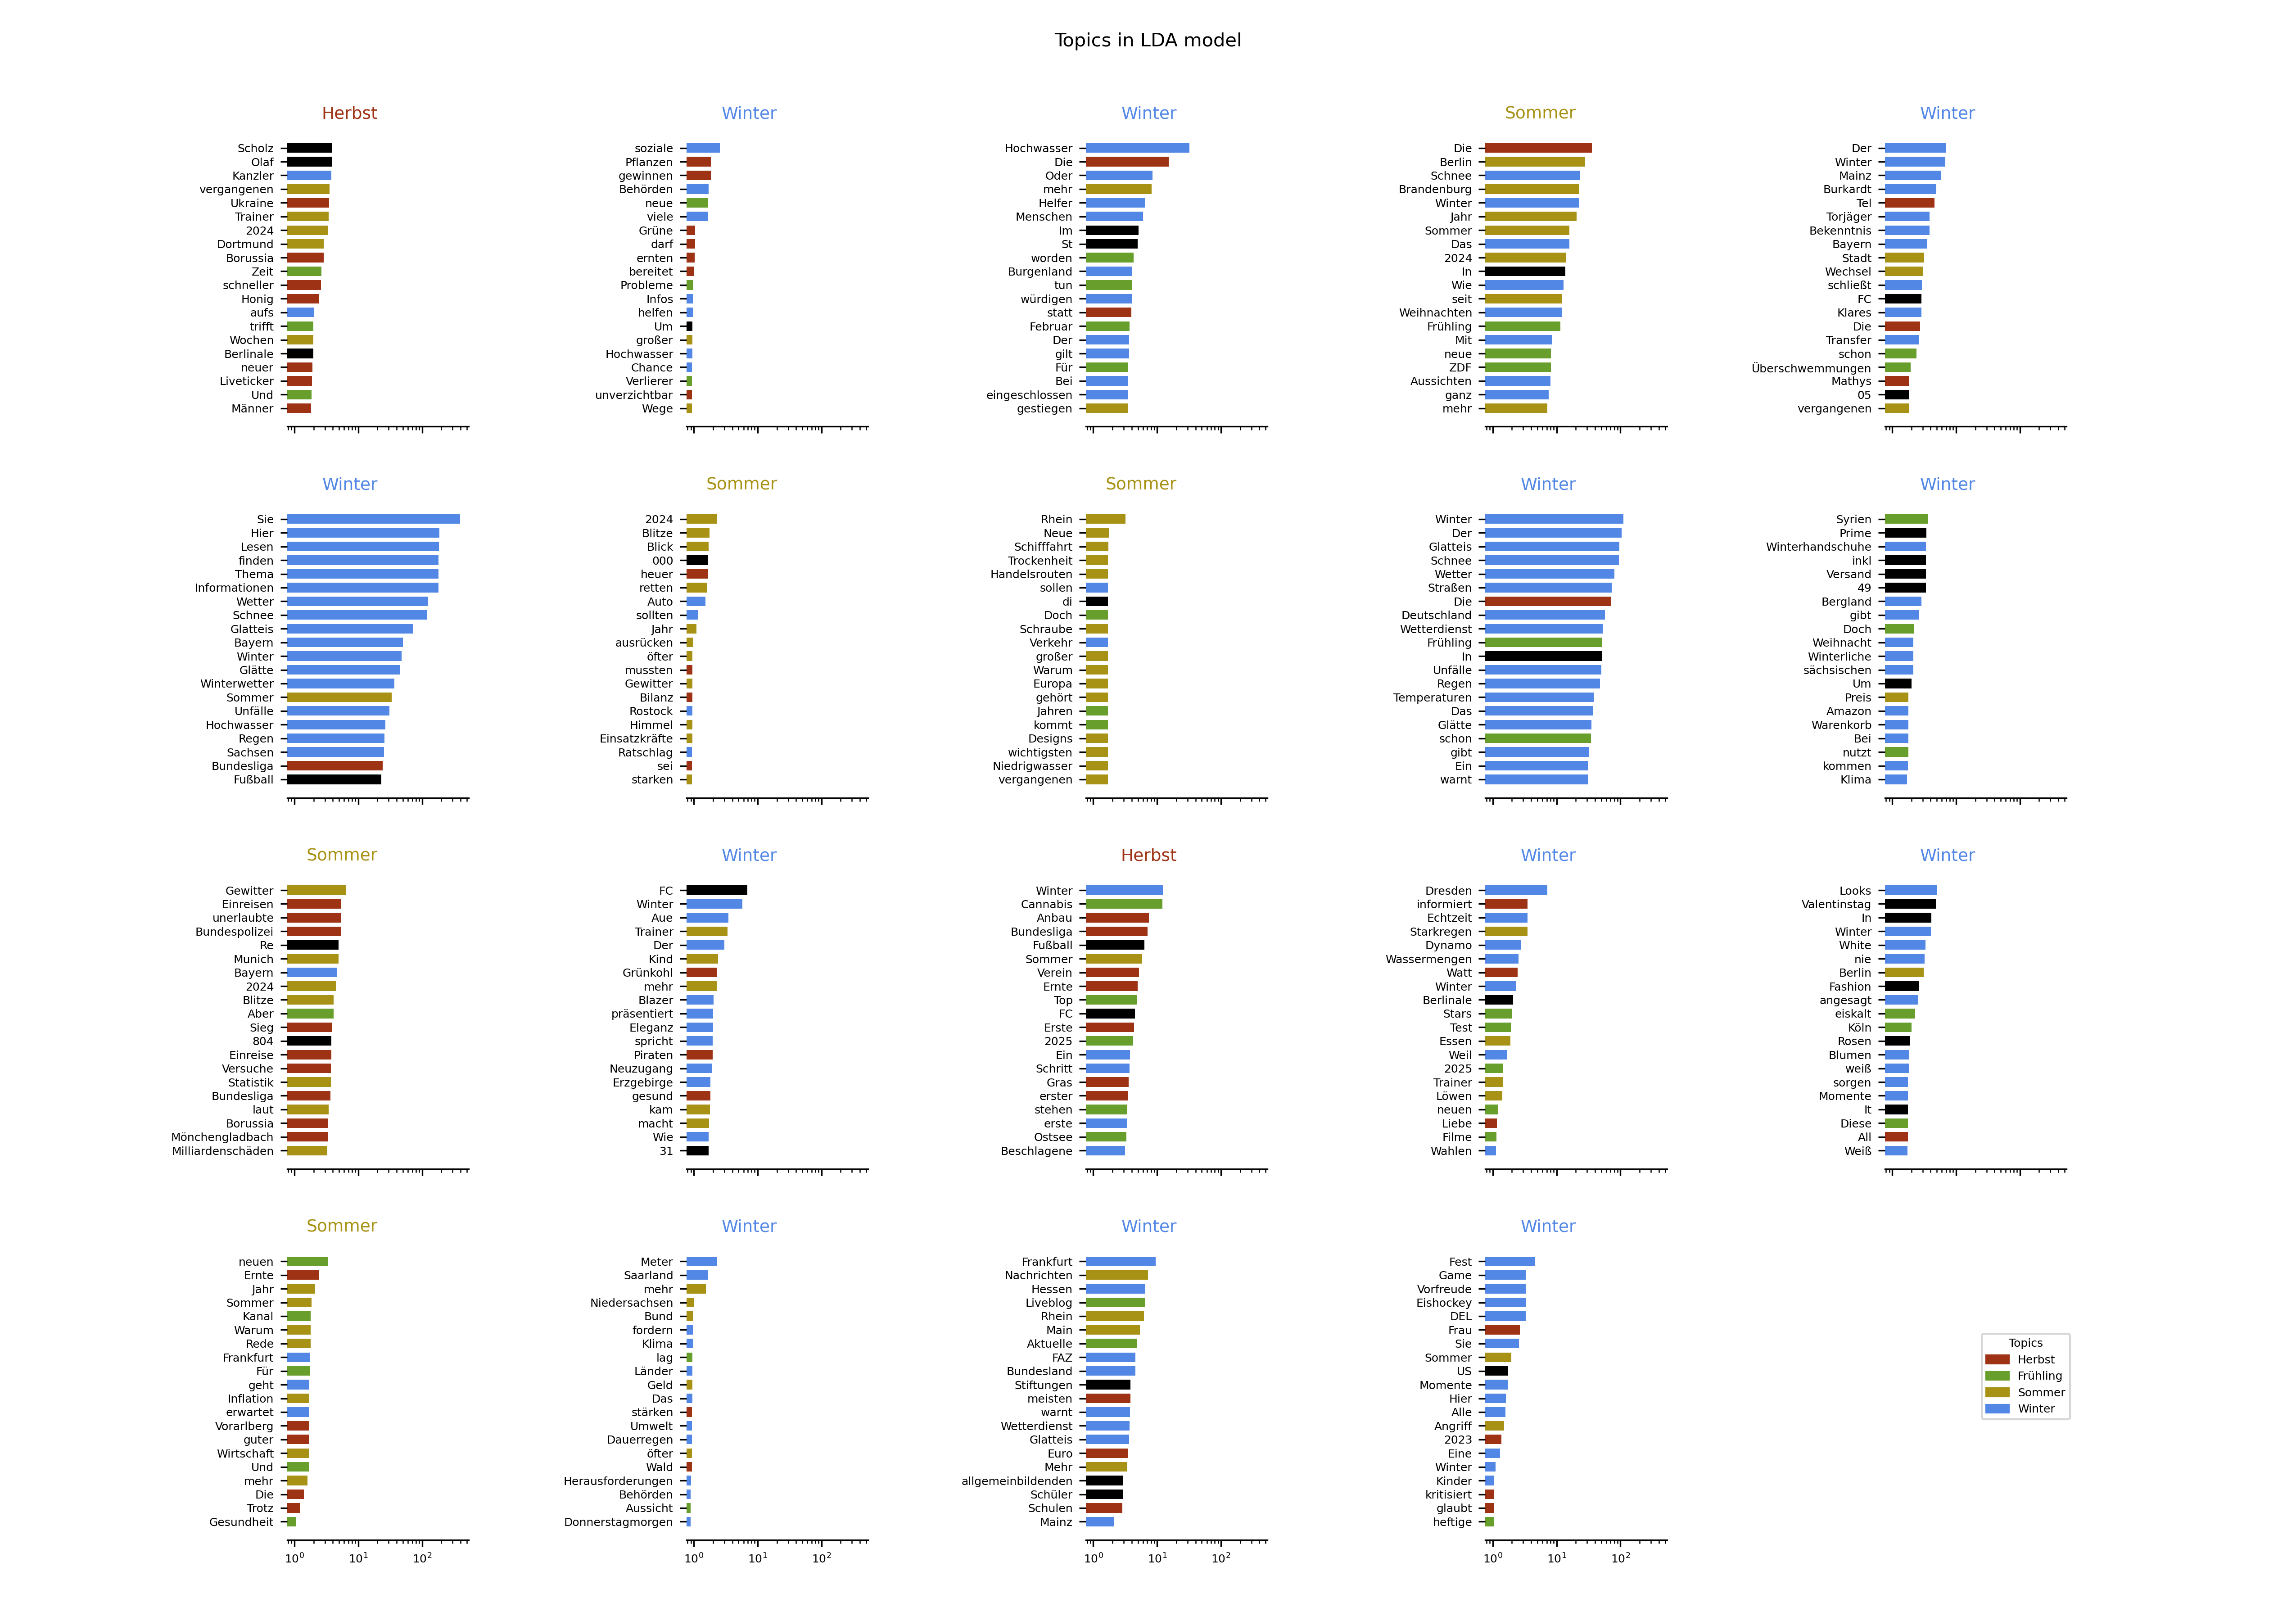 Topics in LDA model
Herbst
Scholz
Olaf
Kanzler
vergangenen
Ukraine
Trainer
2024
Dortmund
Borussia
Zeit
schneller
Honig
aufs
trifft
Wochen
Berlinale
neuer
Liveticker
Und
Männer
Winter
soziale
Pflanzen
gewinnen
Behörden
neue
viele
Grüne
darf
ernten
bereitet
Probleme
Infos
helfen
Um
großer
Hochwasser
Chance
Verlierer
unverzichtbar
Wege
Winter
Hochwasser
Die
Oder
mehr
Helfer
Menschen
Im
St
worden
Burgenland
tun
würdigen
statt
Februar
Der
gilt
Für
Bei
eingeschlossen
gestiegen
Sommer
Die
Berlin
Schnee
Brandenburg
Winter
Jahr
Sommer
Das
2024
In
Wie
seit
Weihnachten
Frühling
Mit
neue
ZDF
Aussichten
ganz
mehr
Winter
Der
Winter
Mainz
Burkardt
Tel
Torjäger
Bekenntnis
Bayern
Stadt
Wechsel
schließt
FC
Klares
Die
Transfer
schon
Überschwemmungen
Mathys
05
vergangenen
Winter
Sie
Hier
Lesen
finden
Thema
Informationen
Wetter
Schnee
Glatteis
Bayern
Winter
Glätte
Winterwetter
Sommer
Unfälle
Hochwasser
Regen
Sachsen
Bundesliga
Fußball
Sommer
2024
Blitze
Blick
000
heuer
retten
Auto
sollten
Jahr
ausrücken
öfter
mussten
Gewitter
Bilanz
Rostock
Himmel
Einsatzkräfte
Ratschlag
sei
starken
Sommer
Rhein
Neue
Schifffahrt
Trockenheit
Handelsrouten
sollen
di
Doch
Schraube
Verkehr
großer
Warum
Europa
gehört
Jahren
kommt
Designs
wichtigsten
Niedrigwasser
vergangenen
Winter
Winter
Der
Glatteis
Schnee
Wetter
Straßen
Die
Deutschland
Wetterdienst
Frühling
In
Unfälle
Regen
Temperaturen
Das
Glätte
schon
gibt
Ein
warnt
Winter
Syrien
Prime
Winterhandschuhe
inkl
Versand
49
Bergland
gibt
Doch
Weihnacht
Winterliche
sächsischen
Um
Preis
Amazon
Warenkorb
Bei
nutzt
kommen
Klima
Sommer
Gewitter
Einreisen
unerlaubte
Bundespolizei
Re
Munich
Bayern
2024
Blitze
Aber
Sieg
804
Einreise
Versuche
Statistik
Bundesliga
laut
Borussia
Mönchengladbach
Milliardenschäden
Winter
FC
Winter
Aue
Trainer
Der
Kind
Grünkohl
mehr
Blazer
präsentiert
Eleganz
spricht
Piraten
Neuzugang
Erzgebirge
gesund
kam
macht
Wie
31
Herbst
Winter
Cannabis
Anbau
Bundesliga
Fußball
Sommer
Verein
Ernte
Top
FC
Erste
2025
Ein
Schritt
Gras
erster
stehen
erste
Ostsee
Beschlagene
Winter
Dresden
informiert
Echtzeit
Starkregen
Dynamo
Wassermengen
Watt
Winter
Berlinale
Stars
Test
Essen
Weil
2025
Trainer
Löwen
neuen
Liebe
Filme
Wahlen
Winter
Looks
Valentinstag
In
Winter
White
nie
Berlin
Fashion
angesagt
eiskalt
Köln
Rosen
Blumen
weiß
sorgen
Momente
It
Diese
All
Weiß
Sommer
neuen
Ernte
Jahr
Sommer
Kanal
Warum
Rede
Frankfurt
Für
geht
Inflation
erwartet
Vorarlberg
guter
Wirtschaft
Und
mehr
Die
Trotz
Gesundheit
10⁰ 10¹ 10²
Winter
Meter
Saarland
mehr
Niedersachsen
Bund
fordern
Klima
lag
Länder
Geld
Das
stärken
Umwelt
Dauerregen
öfter
Wald
Herausforderungen
Behörden
Aussicht
Donnerstagmorgen
10⁰ 10¹ 10²
Winter
Frankfurt
Nachrichten
Hessen
Liveblog
Rhein
Main
Aktuelle
FAZ
Bundesland
Stiftungen
meisten
warnt
Wetterdienst
Glatteis
Euro
Mehr
allgemeinbildenden
Schüler
Schulen
Mainz
10⁰ 10¹ 10²
Winter
Fest
Game
Vorfreude
Eishockey
DEL
Frau
Sie
Sommer
US
Momente
Hier
Alle
Angriff
2023
Eine
Winter
Kinder
kritisiert
glaubt
heftige
10⁰ 10¹ 10²
Topics
Herbst
Frühling
Sommer
Winter